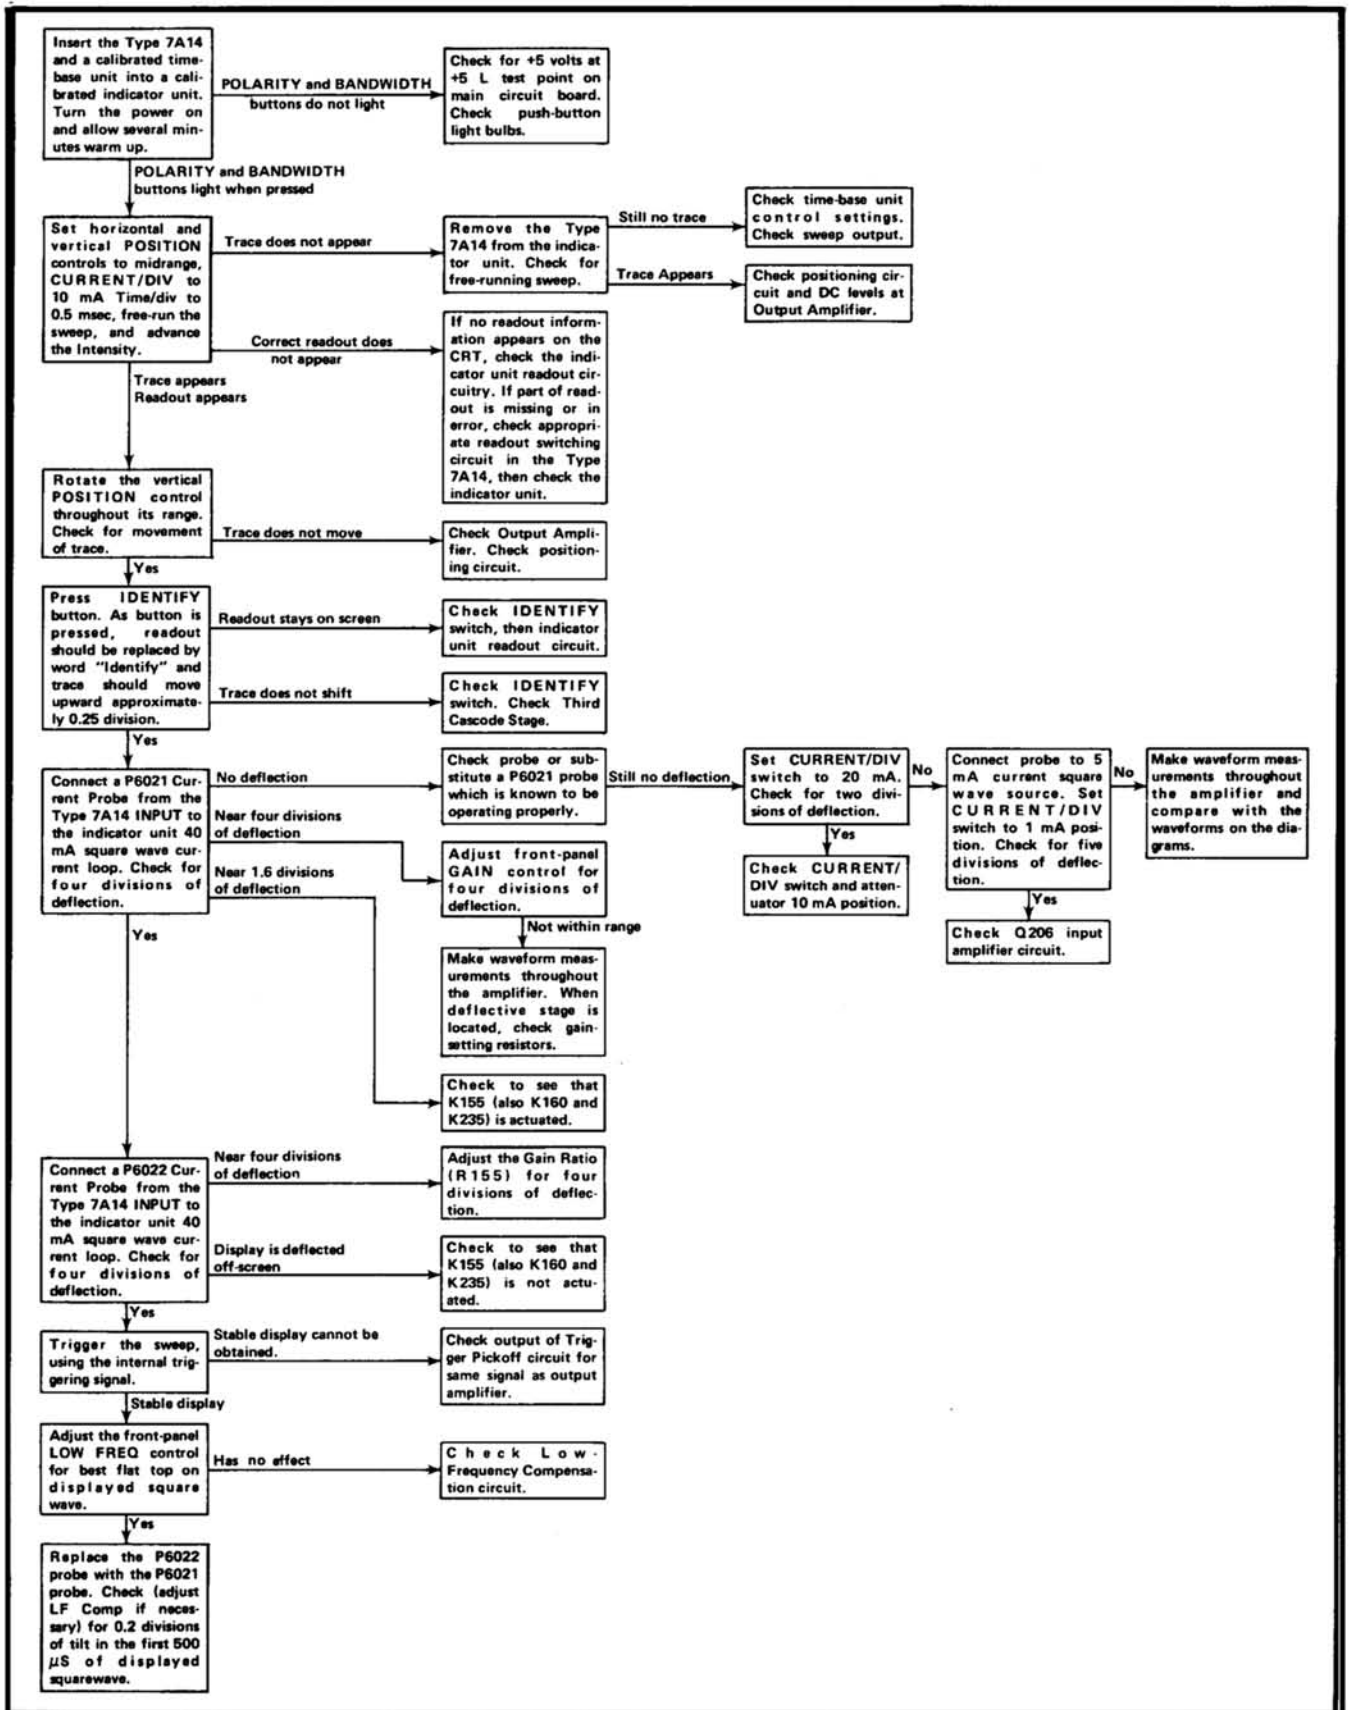 Insert the Type 7A14
and a calibrated time-
base unit into a cali-
brated indicator unit.
Turn the power on
and allow several min-
utes warm up.
POLARITY and BANDWIDTH
buttons do not light
Check for +5 volts at
+5 L test point on
main circuit board.
Check push-button
light bulbs.
POLARITY and BANDWIDTH
buttons light when pressed
Set horizontal and
vertical POSITION
controls to midrange,
CURRENT/DIV to
10 mA Time/div to
0.5 msec, free-run the
sweep, and advance
the Intensity.
Trace does not appear
Remove the Type
7A14 from the indica-
tor unit. Check for
free-running sweep.
Still no trace
Check time-base unit
control settings.
Check sweep output.
Trace Appears
Check positioning cir-
cuit and DC levels at
Output Amplifier.
Correct readout does
not appear
If no readout inform-
ation appears on the
CRT, check the indi-
cator unit readout cir-
cuitry. If part of read-
out is missing or in
error, check appropri-
ate readout switching
circuit in the Type
7A14, then check the
indicator unit.
Trace appears
Readout appears
Rotate the vertical
POSITION control
throughout its range.
Check for movement
of trace.
Trace does not move
Check Output Ampli-
fier. Check position-
ing circuit.
Yes
Press IDENTIFY
button. As button is
pressed, readout
should be replaced by
word "Identify" and
trace should move
upward approximate-
ly 0.25 division.
Readout stays on screen
Check IDENTIFY
switch, then indicator
unit readout circuit.
Trace does not shift
Check IDENTIFY
switch. Check Third
Cascode Stage.
Yes
Connect a P6021 Cur-
rent Probe from the
Type 7A14 INPUT to
the indicator unit 40
mA square wave cur-
rent loop. Check for
four divisions of
deflection.
No deflection
Check probe or sub-
stitute a P6021 probe
which is known to be
operating properly.
Still no deflection
Set CURRENT/DIV
switch to 20 mA.
Check for two divi-
sions of deflection.
No
Connect probe to 5
mA current square
wave source. Set
CURRENT/DIV
switch to 1 mA posi-
tion. Check for five
divisions of deflec-
tion.
No
Make waveform meas-
urements throughout
the amplifier and
compare with the
waveforms on the dia-
grams.
Yes
Check CURRENT/
DIV switch and atten-
uator 10 mA position.
Yes
Check Q206 input
amplifier circuit.
Near four divisions
of deflection
Adjust front-panel
GAIN control for
four divisions of
deflection.
Not within range
Make waveform meas-
urements throughout
the amplifier. When
deflective stage is
located, check gain-
setting resistors.
Near 1.6 divisions
of deflection
Check to see that
K155 (also K160 and
K235) is actuated.
Yes
Connect a P6022 Cur-
rent Probe from the
Type 7A14 INPUT to
the indicator unit 40
mA square wave cur-
rent loop. Check for
four divisions of
deflection.
Near four divisions
of deflection
Adjust the Gain Ratio
(R155) for four
divisions of deflec-
tion.
Display is deflected
off-screen
Check to see that
K155 (also K160 and
K235) is not actu-
ated.
Yes
Trigger the sweep,
using the internal trig-
gering signal.
Stable display cannot be
obtained.
Check output of Trig-
ger Pickoff circuit for
same signal as output
amplifier.
Stable display
Adjust the front-panel
LOW FREQ control
for best flat top on
displayed square
wave.
Has no effect
Check Low-
Frequency Compensa-
tion circuit.
Yes
Replace the P6022
probe with the P6021
probe. Check (adjust
LF Comp if neces-
sary) for 0.2 divisions
of tilt in the first 500
μS of displayed
squarewave.